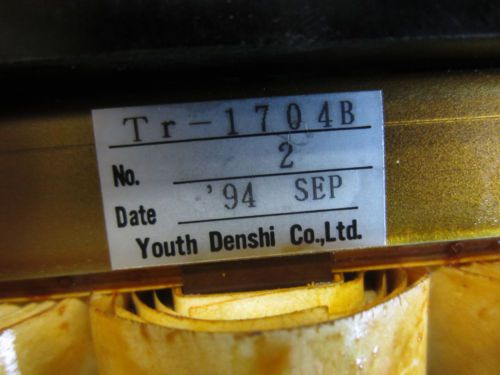 Tr-1704B
No. 2
Date '94 SEP
Youth Denshi Co.,Ltd.